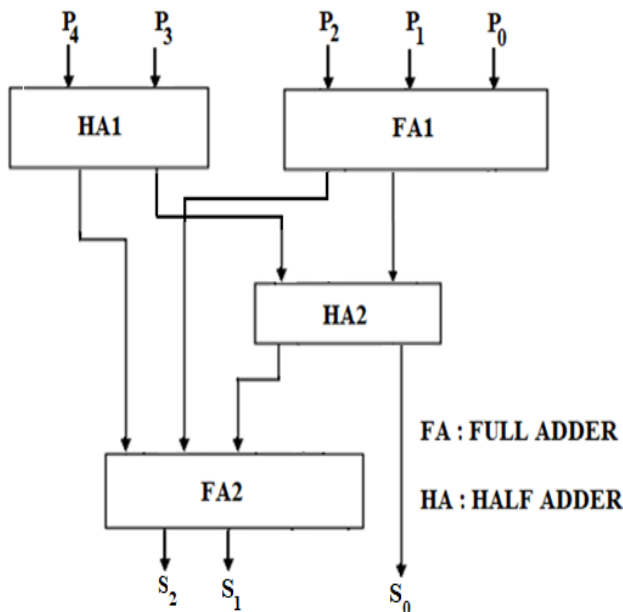 P4 P3 P2 P1 P0
HA1 FA1
HA2
FA : FULL ADDER
FA2
HA : HALF ADDER
S2 S1 S0